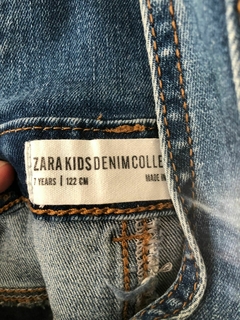 ZARA KIDS DENIM COLLE
7 YEARS | 122 CM
MADE IN